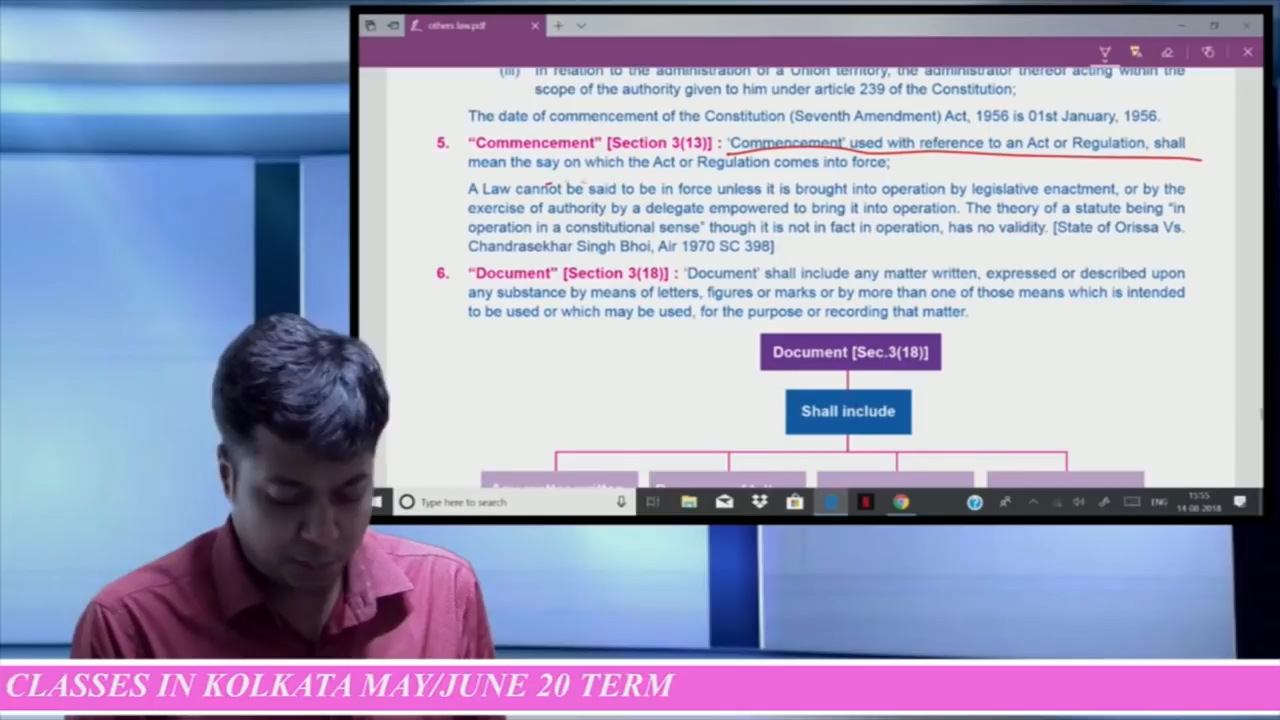 others law.pdf
(iii) In relation to the administration of a Union territory, the administrator thereof acting within the
scope of the authority given to him under article 239 of the Constitution;
The date of commencement of the Constitution (Seventh Amendment) Act, 1956 is 01st January, 1956.
5. “Commencement” [Section 3(13)] : ‘Commencement’ used with reference to an Act or Regulation, shall
mean the say on which the Act or Regulation comes into force;
A Law cannot be said to be in force unless it is brought into operation by legislative enactment, or by the
exercise of authority by a delegate empowered to bring it into operation. The theory of a statute being “in
operation in a constitutional sense” though it is not in fact in operation, has no validity. [State of Orissa Vs.
Chandrasekhar Singh Bhoi, Air 1970 SC 398]
6. “Document” [Section 3(18)] : ‘Document’ shall include any matter written, expressed or described upon
any substance by means of letters, figures or marks or by more than one of those means which is intended
to be used or which may be used, for the purpose or recording that matter.
Document [Sec.3(18)]
Shall include
Type here to search
ENG
15:55
14-08-2018
CLASSES IN KOLKATA MAY/JUNE 20 TERM